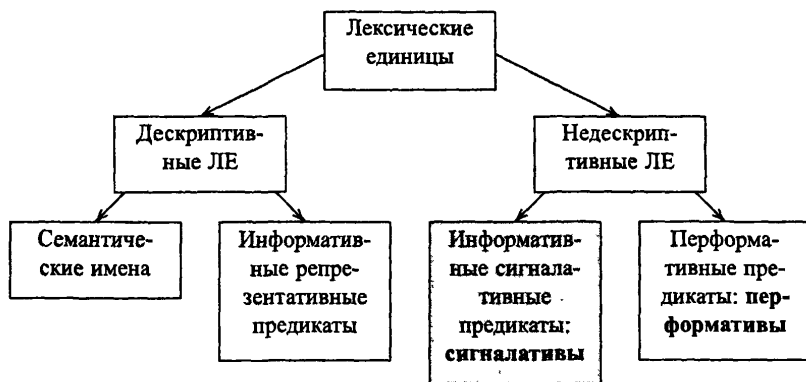 Лексические
единицы
Дескриптив-
ные ЛЕ
Недескрип-
тивные ЛЕ
Семантиче-
ские имена
Информатив-
ные репре-
зентативные
предикаты
Информатив-
ные сигнала-
тивные
предикаты:
сигналативы
Перформа-
тивные пре-
дикаты: пер-
формативы